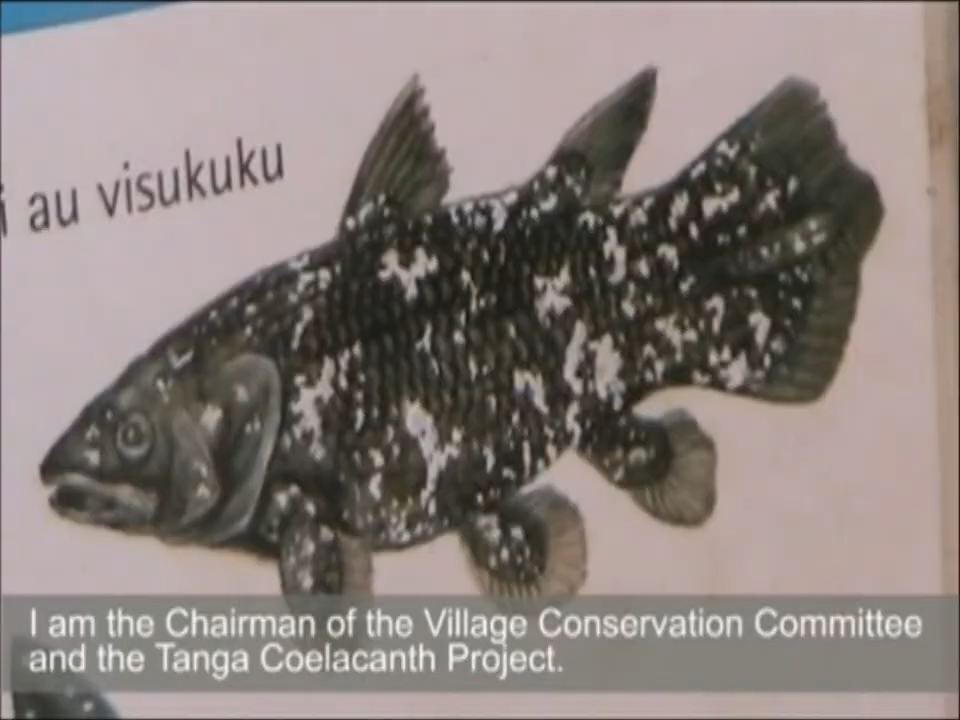 au visukuku
I am the Chairman of the Village Conservation Committee
and the Tanga Coelacanth Project.